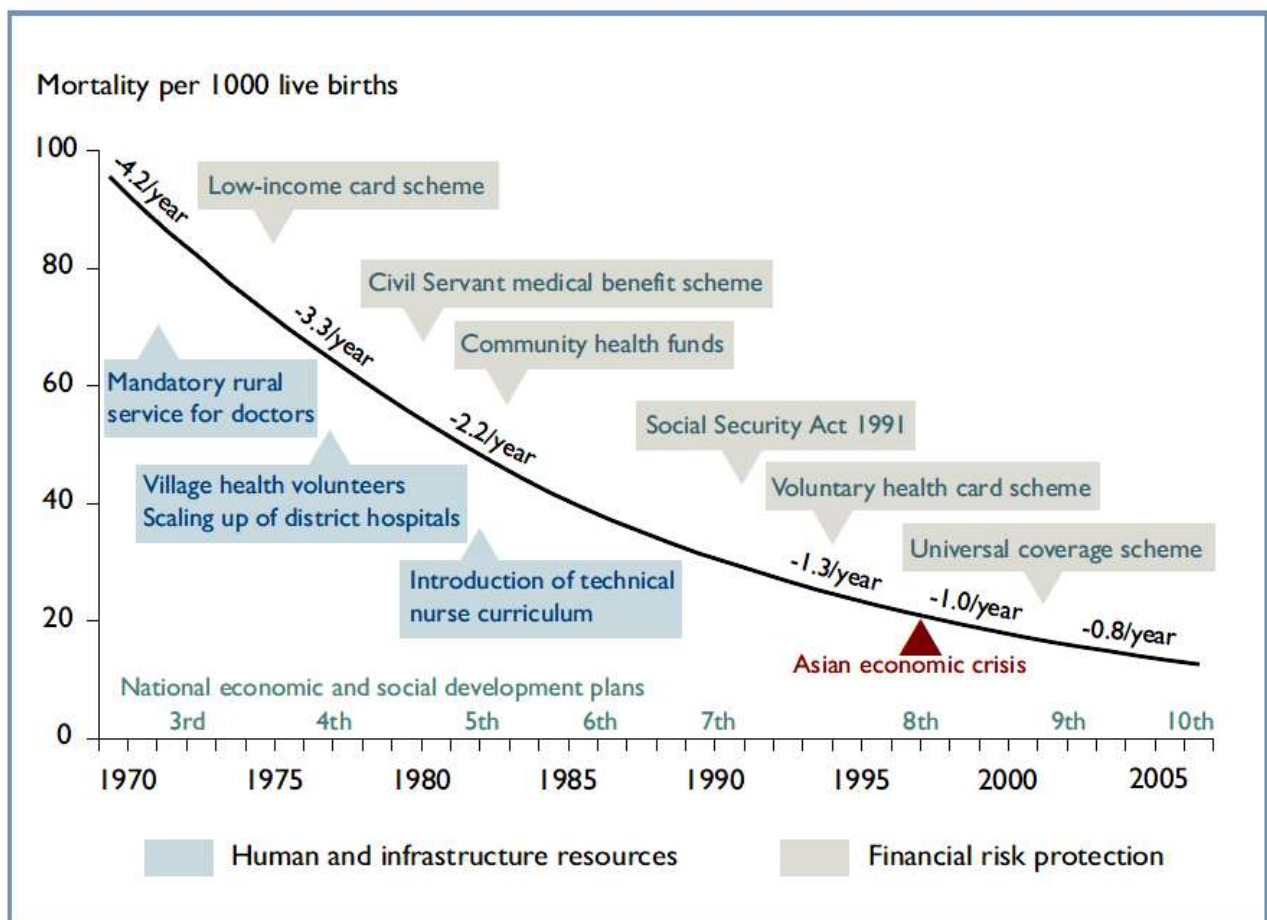 Mortality per 1000 live births
100
80
60
40
20
0
-4.2/year
-3.3/year
-2.2/year
-1.3/year
-1.0/year
-0.8/year
Low-income card scheme
Civil Servant medical benefit scheme
Community health funds
Social Security Act 1991
Voluntary health card scheme
Universal coverage scheme
Mandatory rural
service for doctors
Village health volunteers
Scaling up of district hospitals
Introduction of technical
nurse curriculum
Asian economic crisis
National economic and social development plans
3rd 4th 5th 6th 7th 8th 9th 10th
1970 1975 1980 1985 1990 1995 2000 2005
Human and infrastructure resources
Financial risk protection